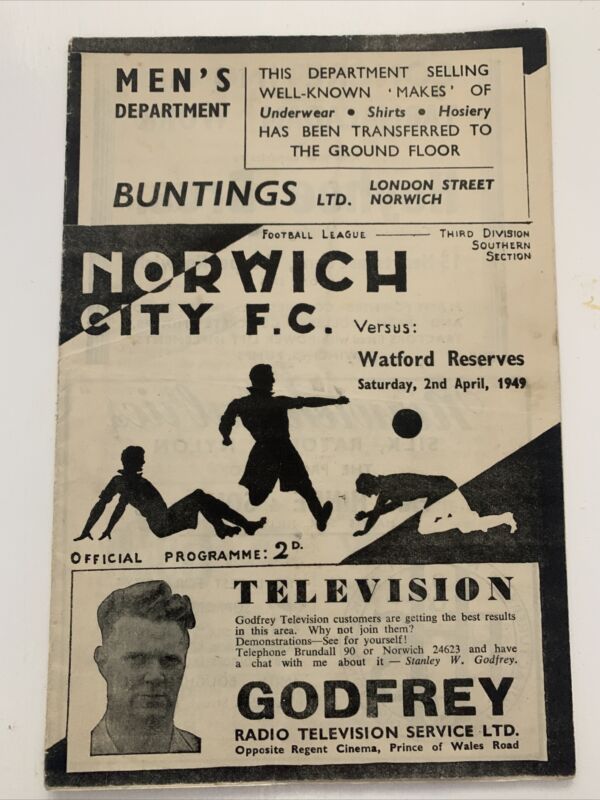 MEN'S
DEPARTMENT
THIS DEPARTMENT SELLING
WELL-KNOWN 'MAKES' OF
Underwear • Shirts • Hosiery
HAS BEEN TRANSFERRED TO
THE GROUND FLOOR
BUNTINGS LTD. LONDON STREET
NORWICH
FOOTBALL LEAGUE ——— THIRD DIVISION
SOUTHERN
SECTION
NORWICH
CITY F.C. VERSUS:
Watford Reserves
Saturday, 2nd April, 1949
OFFICIAL PROGRAMME: 2D.
TELEVISION
Godfrey Television customers are getting the best results
in this area. Why not join them?
Demonstrations—See for yourself!
Telephone Brundall 90 or Norwich 24623 and have
a chat with me about it — Stanley W. Godfrey.
GODFREY
RADIO TELEVISION SERVICE LTD.
Opposite Regent Cinema, Prince of Wales Road